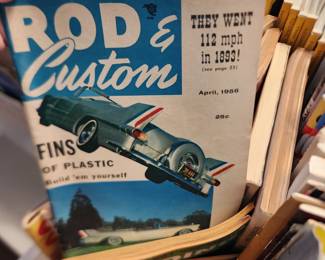 ROD &
Custom
THEY WENT
112 mph
in 1893!
(see page 22)
April, 1956
25c
FINS
OF PLASTIC
Build 'em yourself